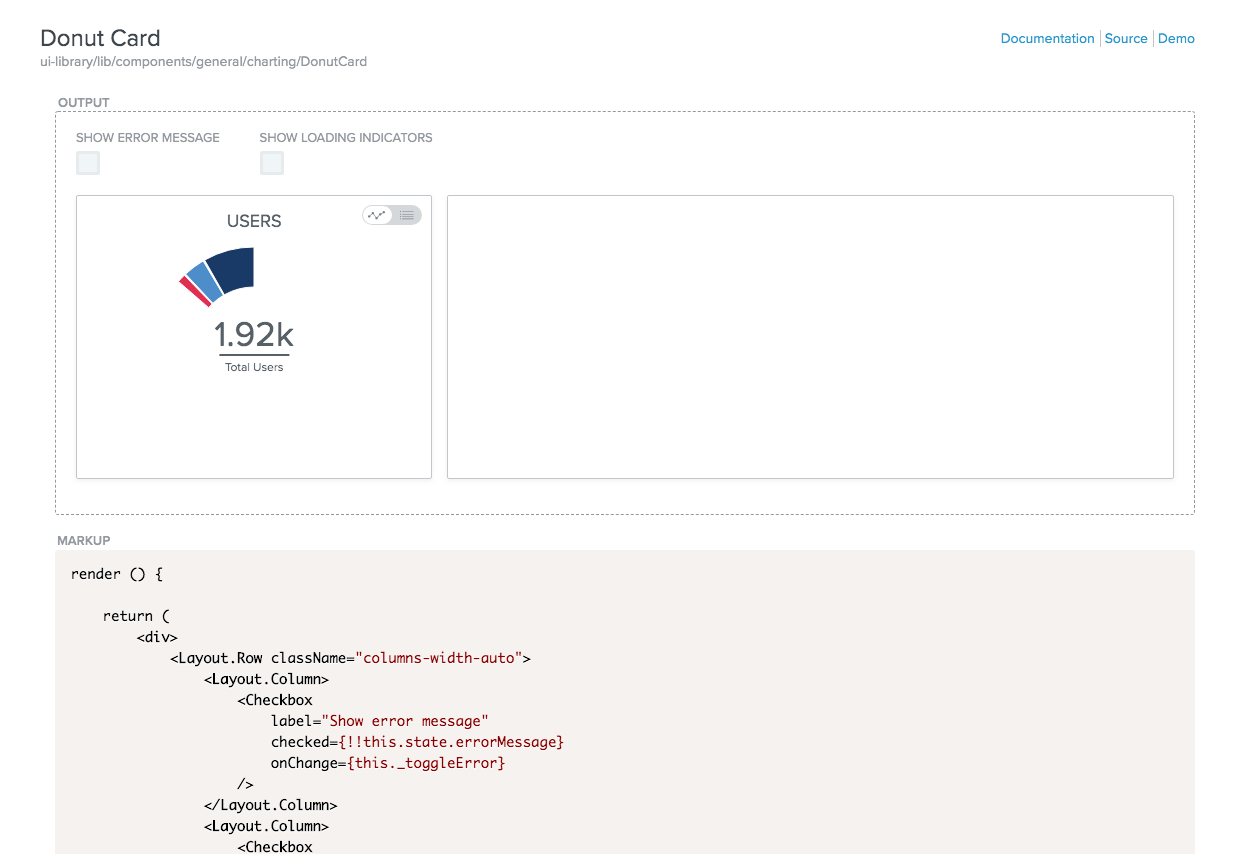 Donut Card
Documentation Source Demo
ui-library/lib/components/general/charting/DonutCard
OUTPUT
SHOW ERROR MESSAGE SHOW LOADING INDICATORS
USERS
1.92k
Total Users
MARKUP
render () {
return (
<div>
<Layout.Row className="columns-width-auto">
<Layout.Column>
<Checkbox
label="Show error message"
checked={!!this.state.errorMessage}
onChange={this._toggleError}
/>
</Layout.Column>
<Layout.Column>
<Checkbox